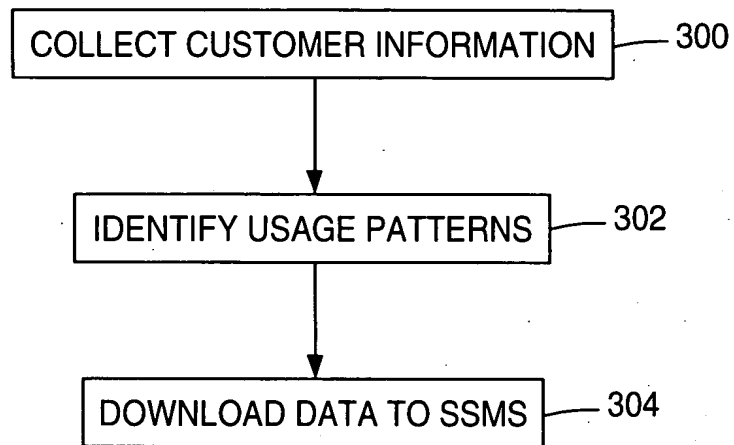 COLLECT CUSTOMER INFORMATION 300
IDENTIFY USAGE PATTERNS 302
DOWNLOAD DATA TO SSMS 304